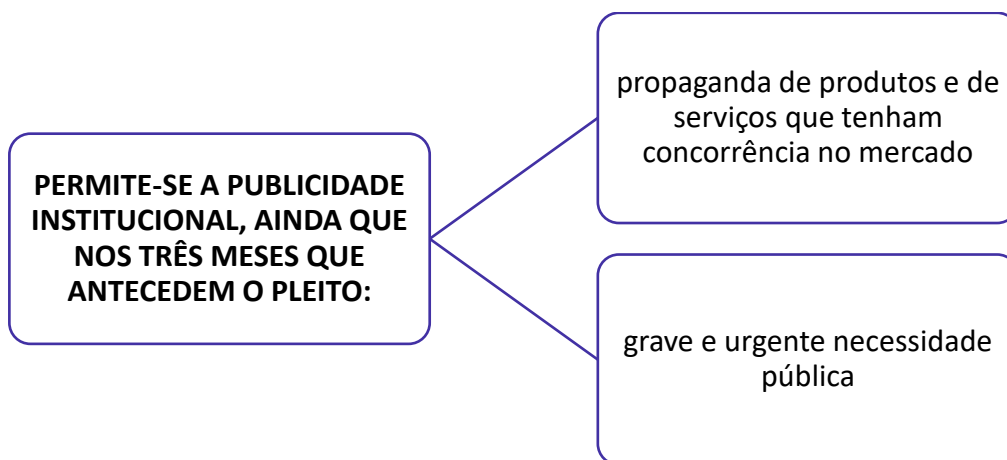 PERMITE-SE A PUBLICIDADE
INSTITUCIONAL, AINDA QUE
NOS TRÊS MESES QUE
ANTECEDEM O PLEITO:
propaganda de produtos e de
serviços que tenham
concorrência no mercado
grave e urgente necessidade
pública